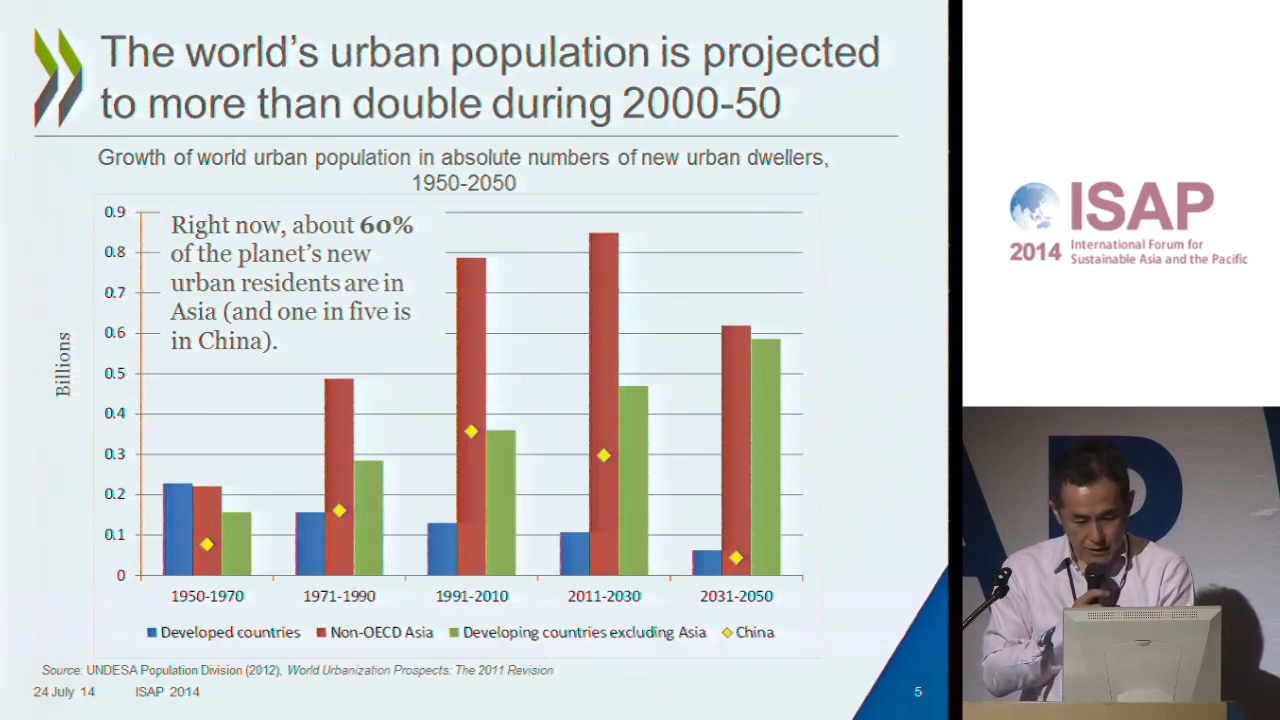 The world's urban population is projected
to more than double during 2000-50
Growth of world urban population in absolute numbers of new urban dwellers,
1950-2050
Right now, about 60%
of the planet's new
urban residents are in
Asia (and one in five is
in China).
Billions
0.9
0.8
0.7
0.6
0.5
0.4
0.3
0.2
0.1
0
1950-1970
1971-1990
1991-2010
2011-2030
2031-2050
Developed countries
Non-OECD Asia
Developing countries excluding Asia
China
Source: UNDESA Population Division (2012), World Urbanization Prospects: The 2011 Revision
24 July 14
ISAP 2014
5
ISAP
2014
International Forum for
Sustainable Asia and the Pacific